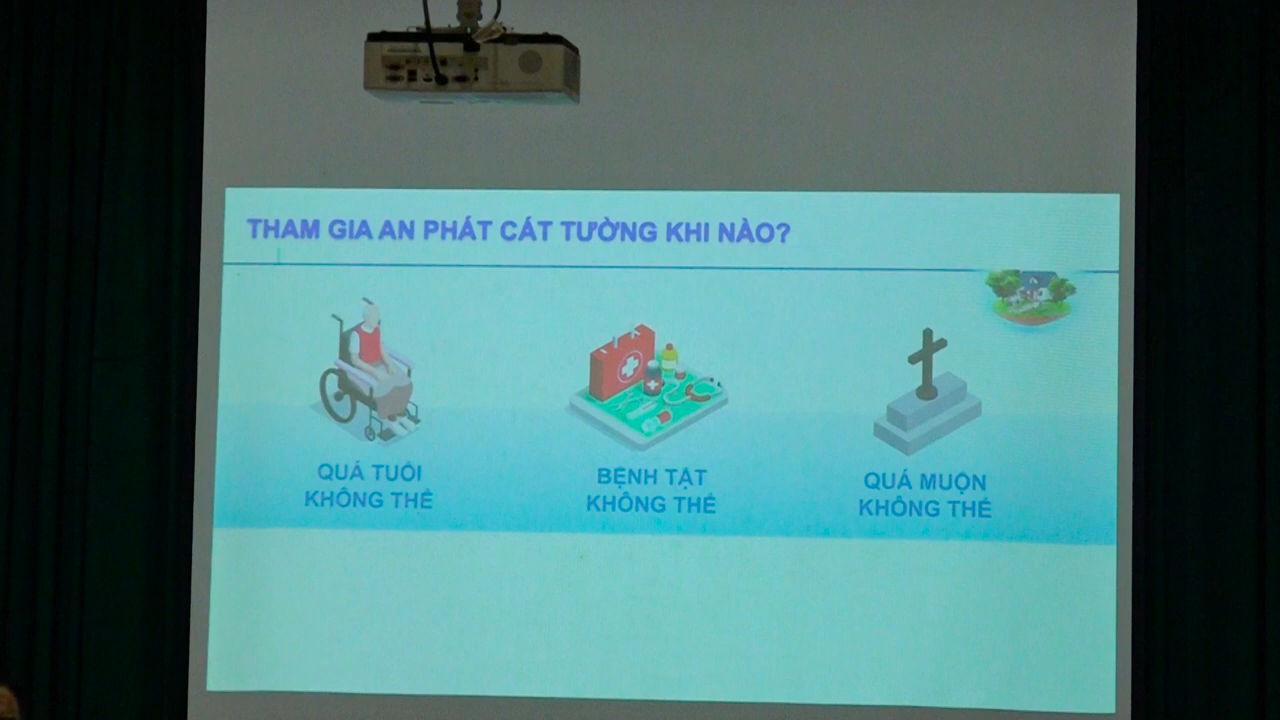 THAM GIA AN PHÁT CÁT TƯỜNG KHI NÀO?
QUÁ TUỔI
KHÔNG THỂ
BỆNH TẬT
KHÔNG THỂ
QUÁ MUỘN
KHÔNG THỂ